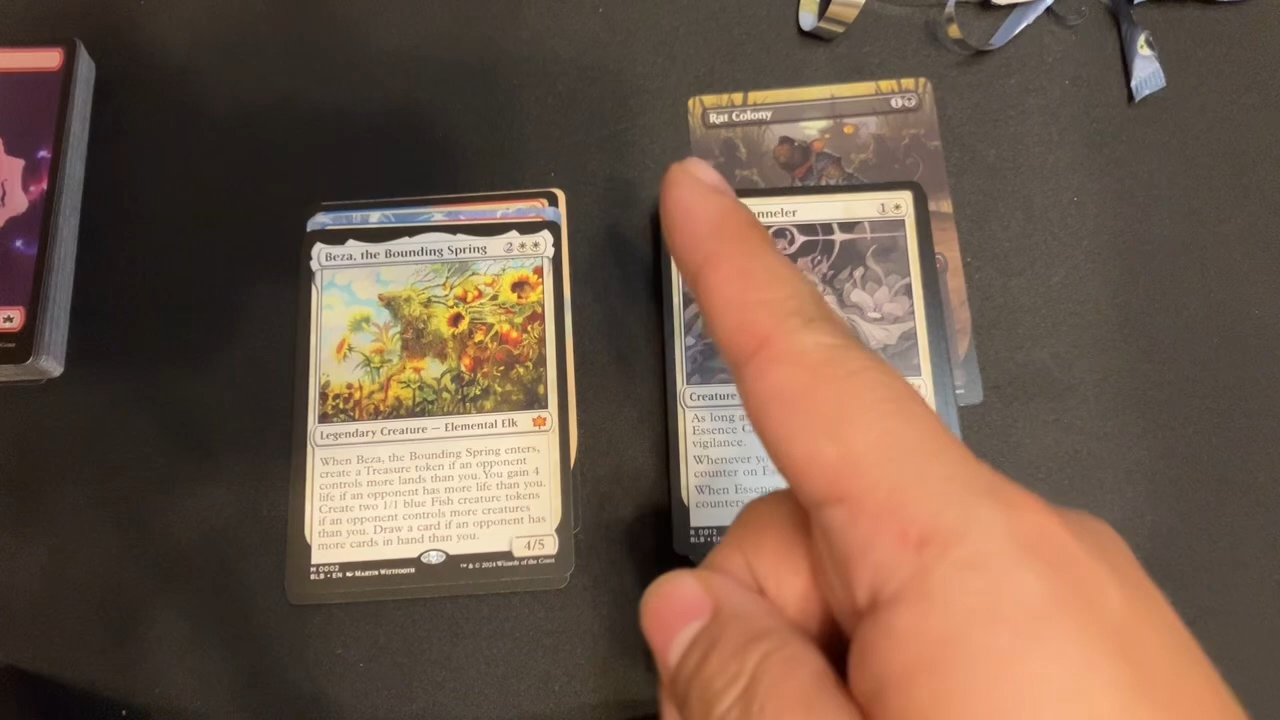 Rat Colony
1
Beza, the Bounding Spring
2
Legendary Creature — Elemental Elk
When Beza, the Bounding Spring enters,
create a Treasure token if an opponent
controls more lands than you. You gain 4
life if an opponent has more life than you.
Create two 1/1 blue Fish creature tokens
if an opponent controls more creatures
than you. Draw a card if an opponent has
more cards in hand than you.
4/5
M 0002
BLB • EN Martin Wittfooth
™ & © 2024 Wizards of the Coast
1
Creature
As long
Essence
vigilance.
Whenever
counter on
When
counters
R 0012
BLB • EN